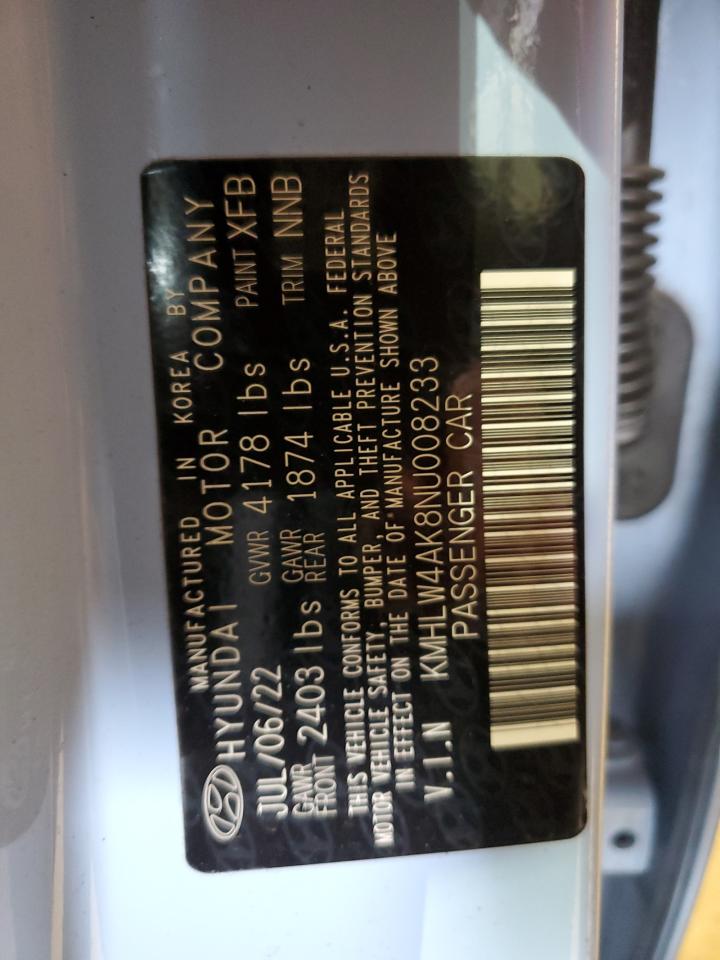 MANUFACTURED IN KOREA BY
HYUNDAI MOTOR COMPANY
JUL/06/22 GVWR 4178 lbs PAINT XFB
GAWR FRONT 2403 lbs GAWR REAR 1874 lbs TRIM NNB
THIS VEHICLE CONFORMS TO ALL APPLICABLE U.S.A. FEDERAL
MOTOR VEHICLE SAFETY, BUMPER, AND THEFT PREVENTION STANDARDS
IN EFFECT ON THE DATE OF MANUFACTURE SHOWN ABOVE
V.I.N KMHLW4AK8NU008233
PASSENGER CAR